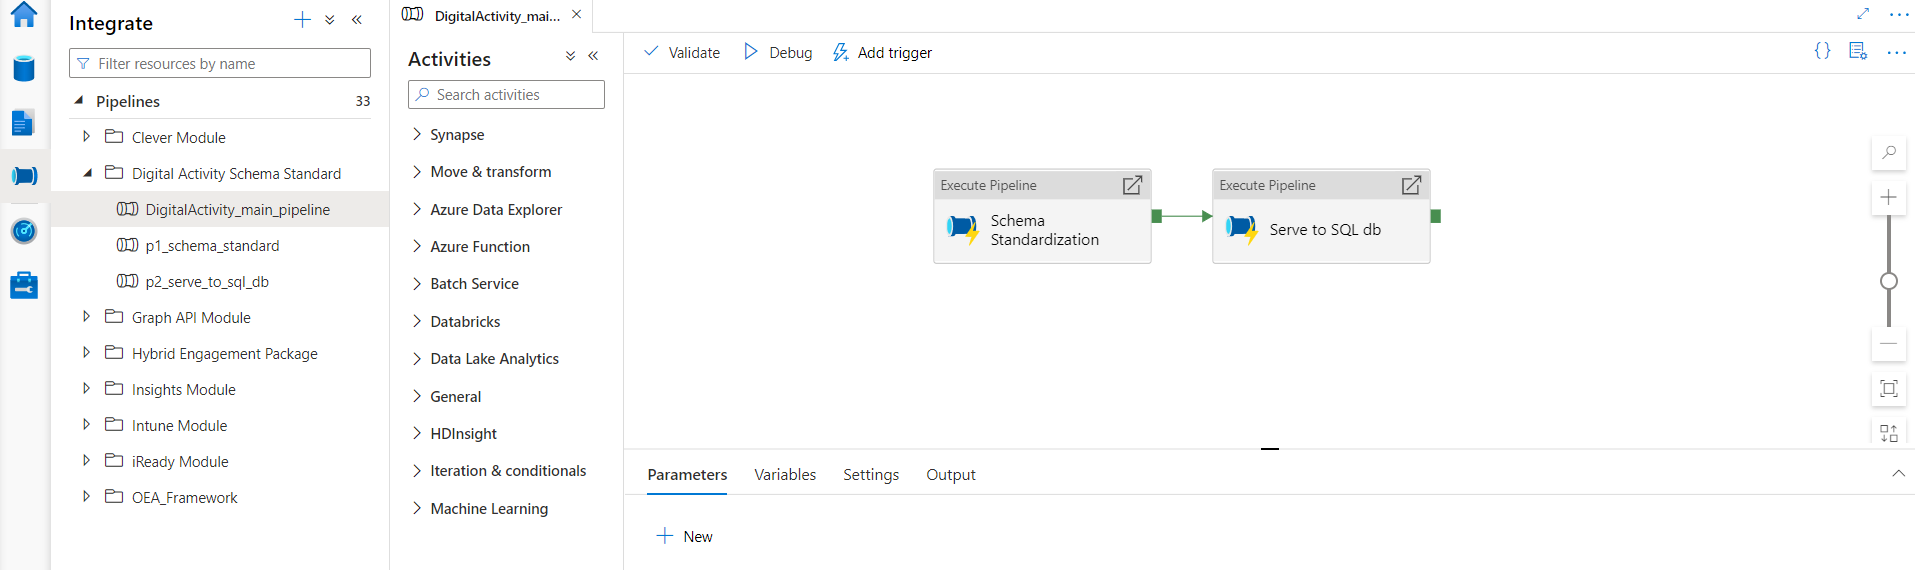 Integrate
Filter resources by name
Pipelines 33
Clever Module
Digital Activity Schema Standard
DigitalActivity_main_pipeline
p1_schema_standard
p2_serve_to_sql_db
Graph API Module
Hybrid Engagement Package
Insights Module
Intune Module
iReady Module
OEA_Framework
DigitalActivity_mai...
Activities
Search activities
Synapse
Move & transform
Azure Data Explorer
Azure Function
Batch Service
Databricks
Data Lake Analytics
General
HDInsight
Iteration & conditionals
Machine Learning
Validate Debug Add trigger
Execute Pipeline
Schema
Standardization
Execute Pipeline
Serve to SQL db
Parameters Variables Settings Output
New